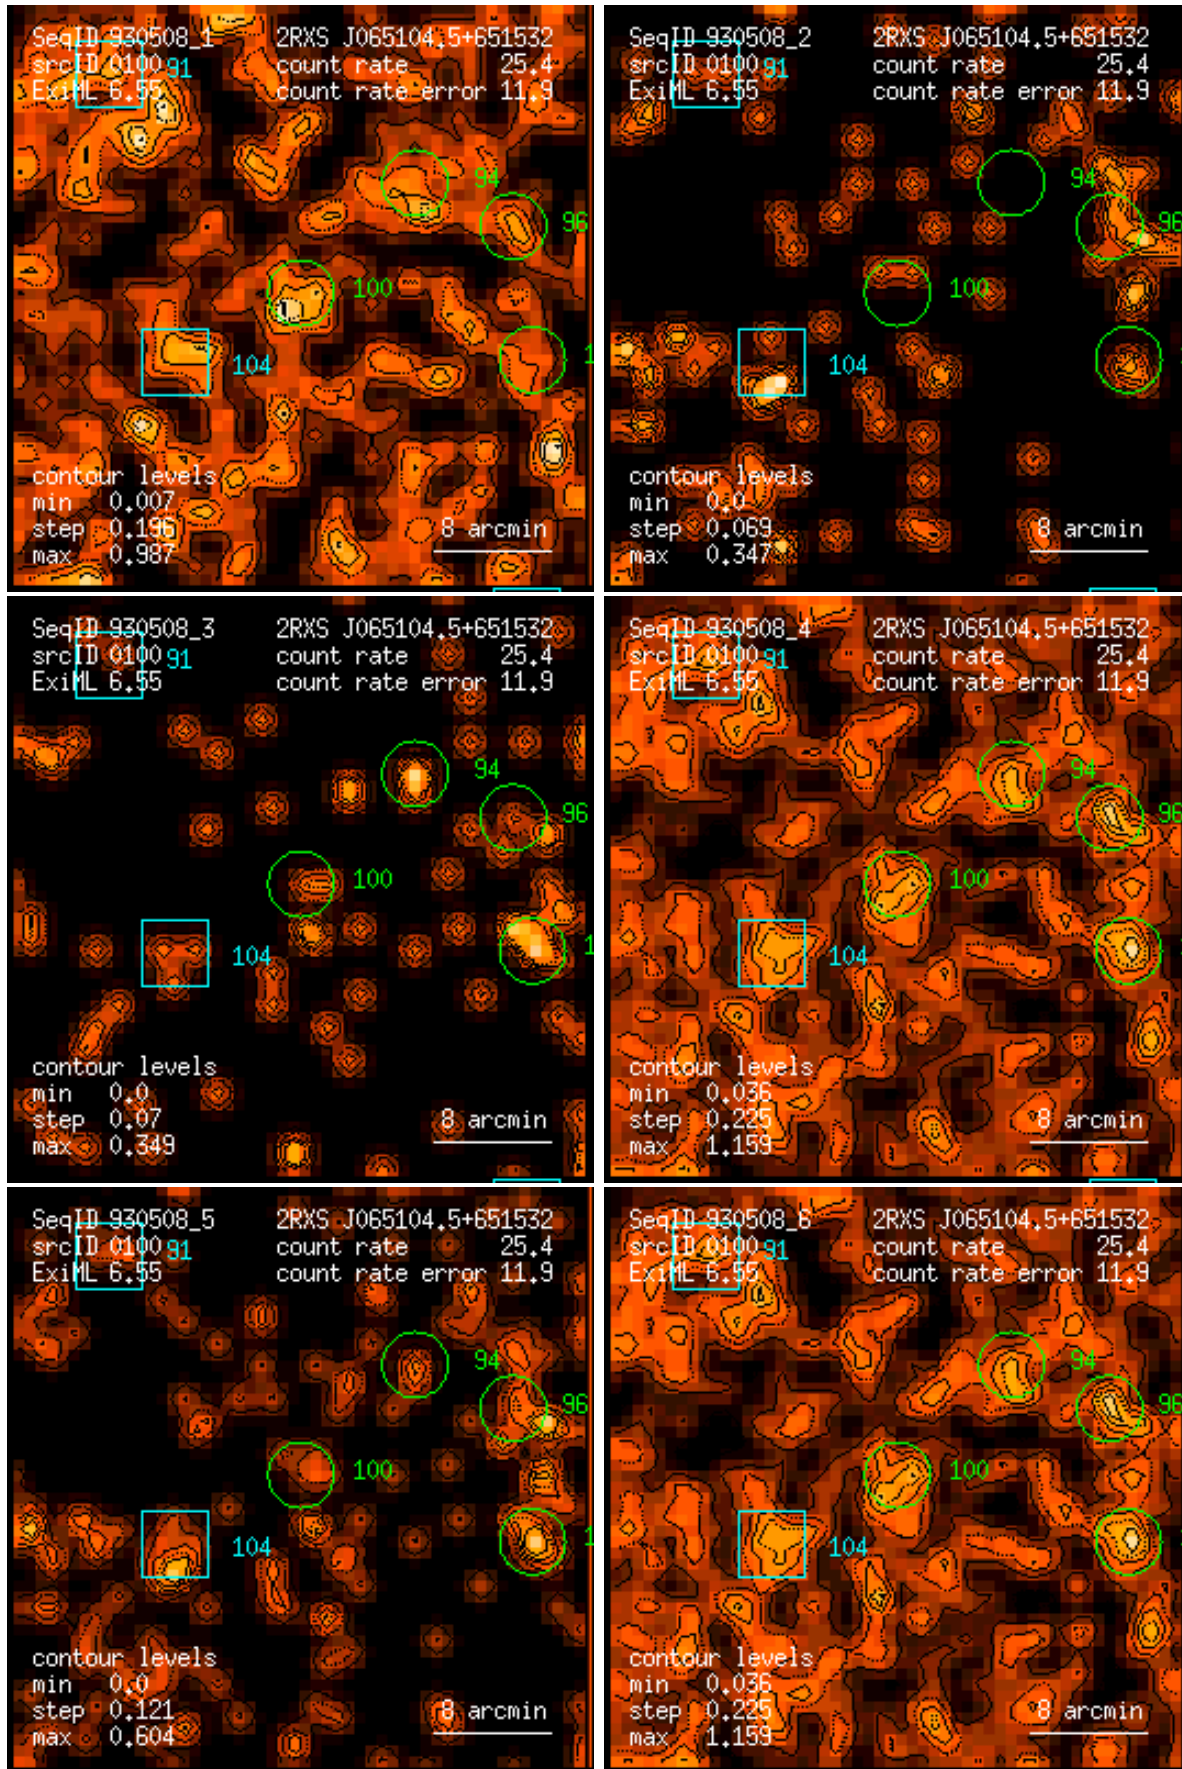 SeqID 930508_1 2RXS J065104.5+651532
srcID 0100 91 count rate 25.4
ExiML 6.55 count rate error 11.9
94
96
100
104
1
contour levels
min 0.007
step 0.196
max 0.987
8 arcmin
SeqID 930508_2 2RXS J065104.5+651532
srcID 0100 91 count rate 25.4
ExiML 6.55 count rate error 11.9
94
96
100
104
contour levels
min 0.0
step 0.069
max 0.347
8 arcmin
SeqID 930508_3 2RXS J065104.5+651532
srcID 0100 91 count rate 25.4
ExiML 6.55 count rate error 11.9
94
96
100
104
1
contour levels
min 0.0
step 0.07
max 0.349
8 arcmin
SeqID 930508_4 2RXS J065104.5+651532
srcID 0100 91 count rate 25.4
ExiML 6.55 count rate error 11.9
94
96
100
104
contour levels
min 0.036
step 0.225
max 1.159
8 arcmin
SeqID 930508_5 2RXS J065104.5+651532
srcID 0100 91 count rate 25.4
ExiML 6.55 count rate error 11.9
94
96
100
104
1
contour levels
min 0.0
step 0.121
max 0.604
8 arcmin
SeqID 930508_6 2RXS J065104.5+651532
srcID 0100 91 count rate 25.4
ExiML 6.55 count rate error 11.9
94
96
100
104
contour levels
min 0.036
step 0.225
max 1.159
8 arcmin